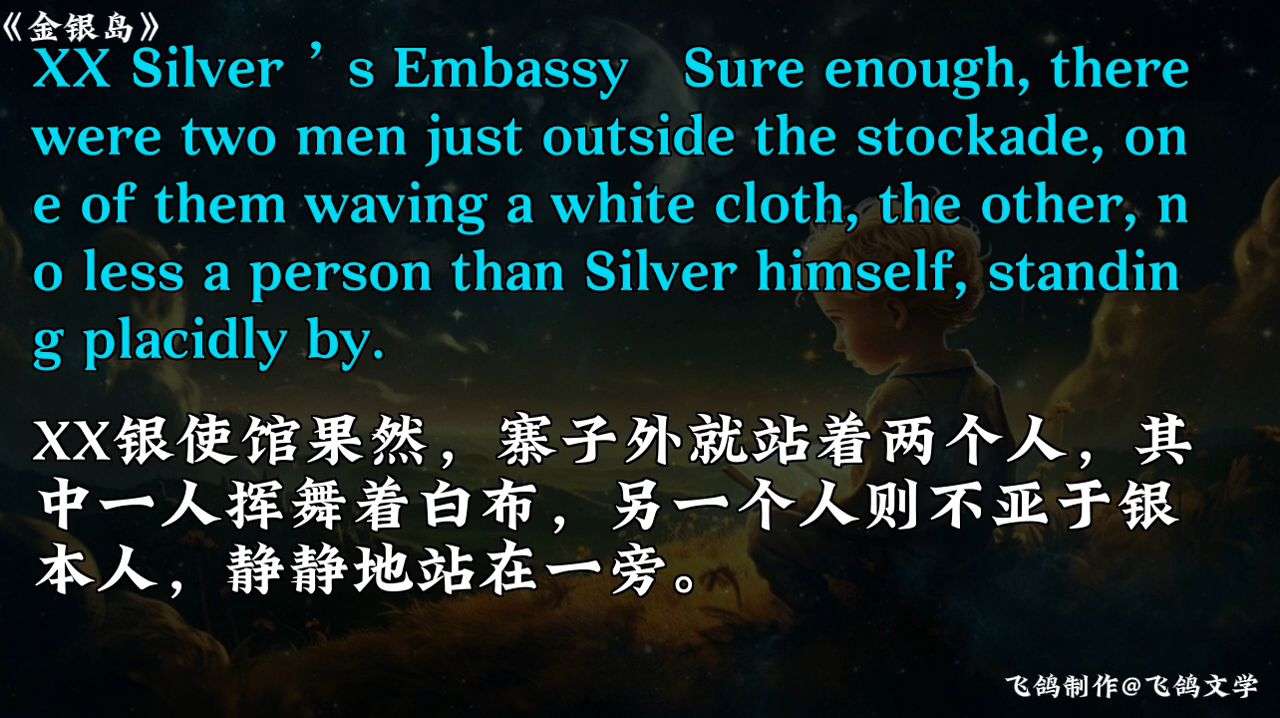 《金银岛》
XX Silver ’ s Embassy   Sure enough, there
were two men just outside the stockade, on
e of them waving a white cloth, the other, n
o less a person than Silver himself, standin
g placidly by.
XX银使馆果然，寨子外就站着两个人，其
中一人挥舞着白布，另一个人则不亚于银
本人，静静地站在一旁。
飞鸽制作@飞鸽文学